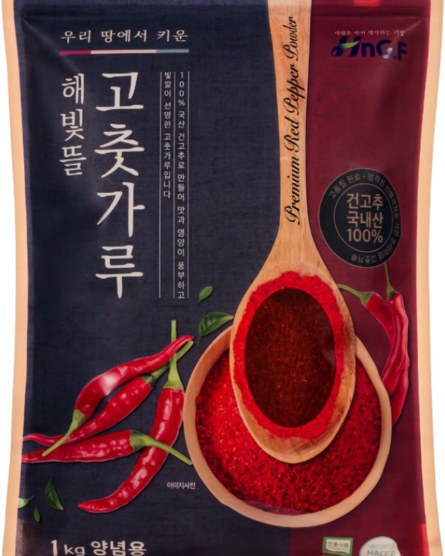 우리 땅에서 키운
HnG.F
해빛뜰
고춧가루
100% 국산 건고추로 만들어 맛과 영양이 풍부하고
빛깔이 선명한 고춧가루입니다
Premium Red Pepper Powder
건고추
국내산
100%
이미지사진
1kg 양념용
HACCP